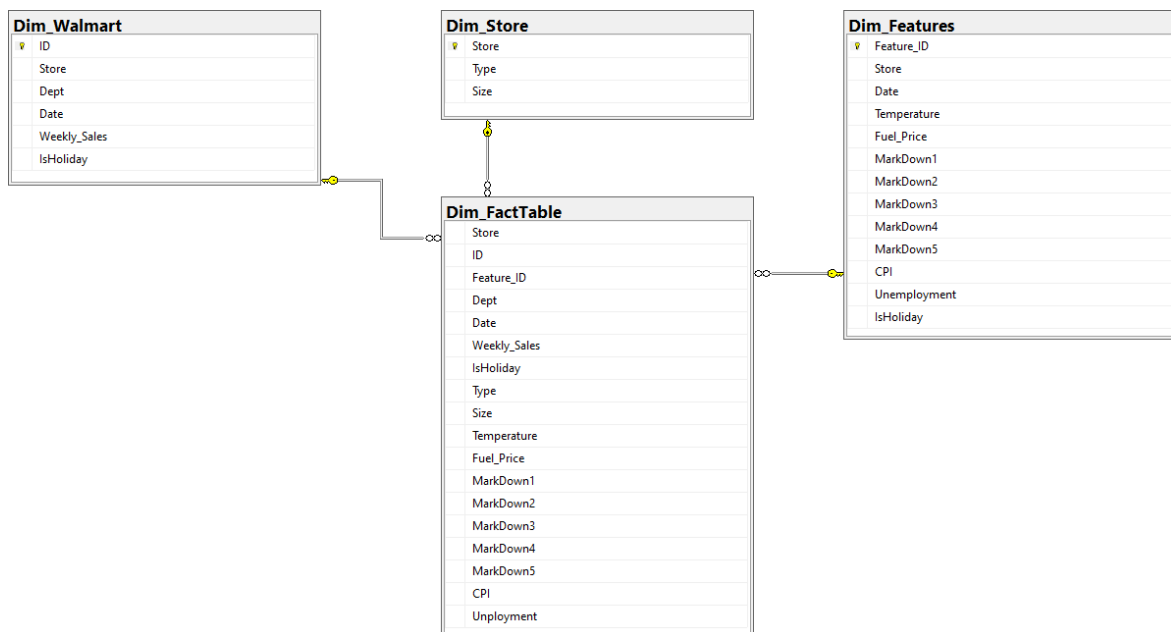 Dim_Walmart
ID
Store
Dept
Date
Weekly_Sales
IsHoliday
Dim_Store
Store
Type
Size
Dim_Features
Feature_ID
Store
Date
Temperature
Fuel_Price
MarkDown1
MarkDown2
MarkDown3
MarkDown4
MarkDown5
CPI
Unemployment
IsHoliday
Dim_FactTable
Store
ID
Feature_ID
Dept
Date
Weekly_Sales
IsHoliday
Type
Size
Temperature
Fuel_Price
MarkDown1
MarkDown2
MarkDown3
MarkDown4
MarkDown5
CPI
Unployment